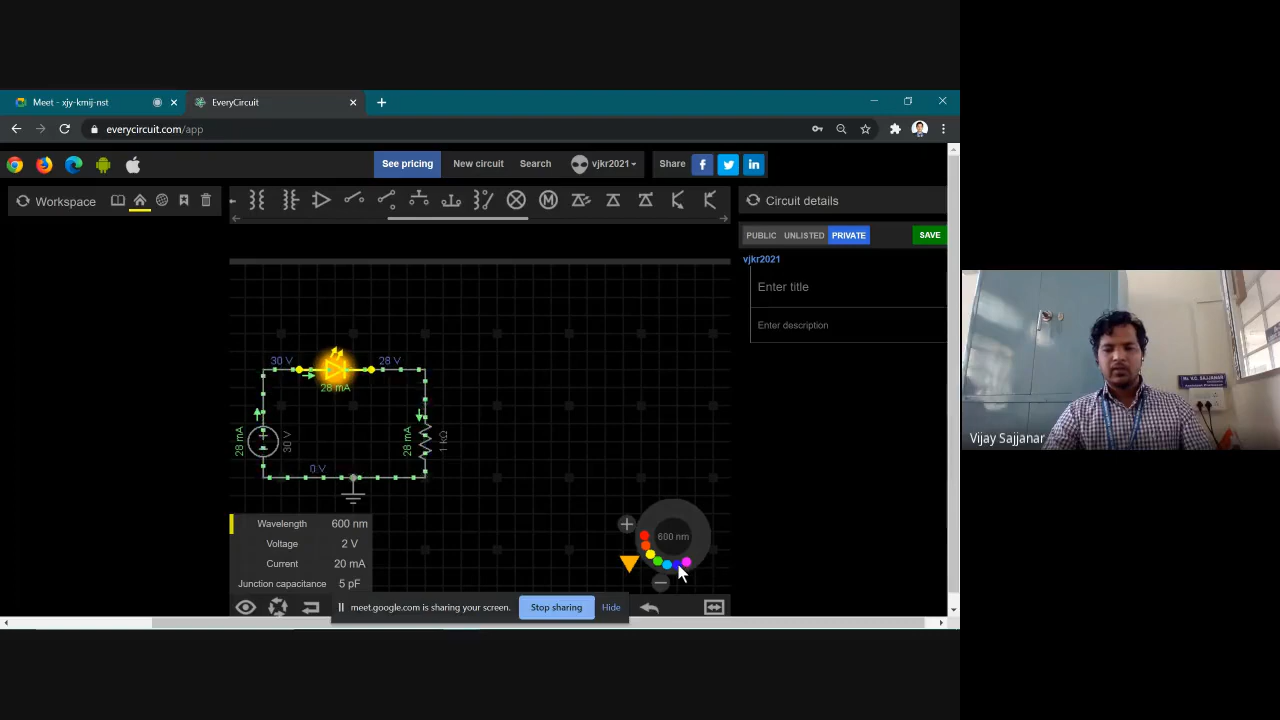 Meet - xjy-kmij-nst
EveryCircuit
everycircuit.com/app
See pricing
New circuit
Search
vjkr2021
Share
Workspace
Circuit details
PUBLIC
UNLISTED
PRIVATE
SAVE
vjkr2021
Enter title
Enter description
30 V
28 V
28 mA
28 mA
30 V
28 mA
1 kΩ
0 V
Wavelength 600 nm
Voltage 2 V
Current 20 mA
Junction capacitance 5 pF
600 nm
meet.google.com is sharing your screen.
Stop sharing
Hide
Vijay Sajjanar